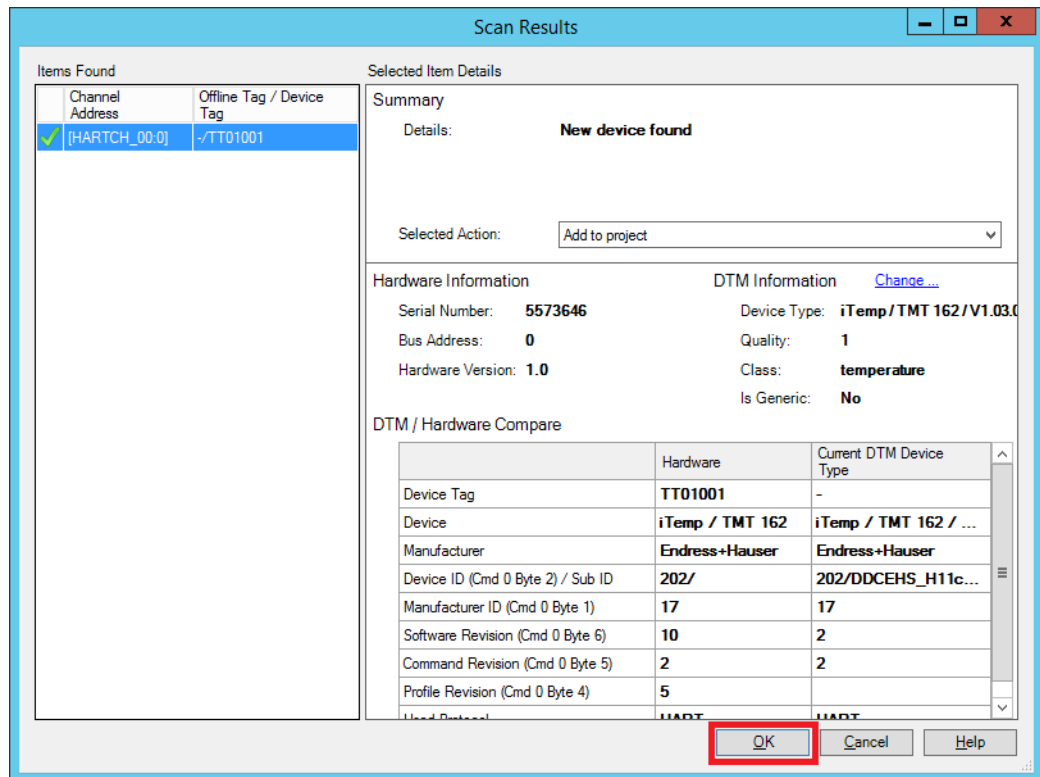 Scan Results
Items Found
Channel Address
Offline Tag / Device Tag
[HARTCH_00:0] -/TT01001
Selected Item Details
Summary
Details: New device found
Selected Action: Add to project
Hardware Information
Serial Number: 5573646
Bus Address: 0
Hardware Version: 1.0
DTM Information Change ...
Device Type: iTemp / TMT 162 / V1.03.0
Quality: 1
Class: temperature
Is Generic: No
DTM / Hardware Compare
Hardware Current DTM Device Type
Device Tag TT01001 -
Device iTemp / TMT 162 iTemp / TMT 162 / ...
Manufacturer Endress+Hauser Endress+Hauser
Device ID (Cmd 0 Byte 2) / Sub ID 202/ 202/DDCEHS_H11c...
Manufacturer ID (Cmd 0 Byte 1) 17 17
Software Revision (Cmd 0 Byte 6) 10 2
Command Revision (Cmd 0 Byte 5) 2 2
Profile Revision (Cmd 0 Byte 4) 5
Used Protocol HART HART
OK Cancel Help